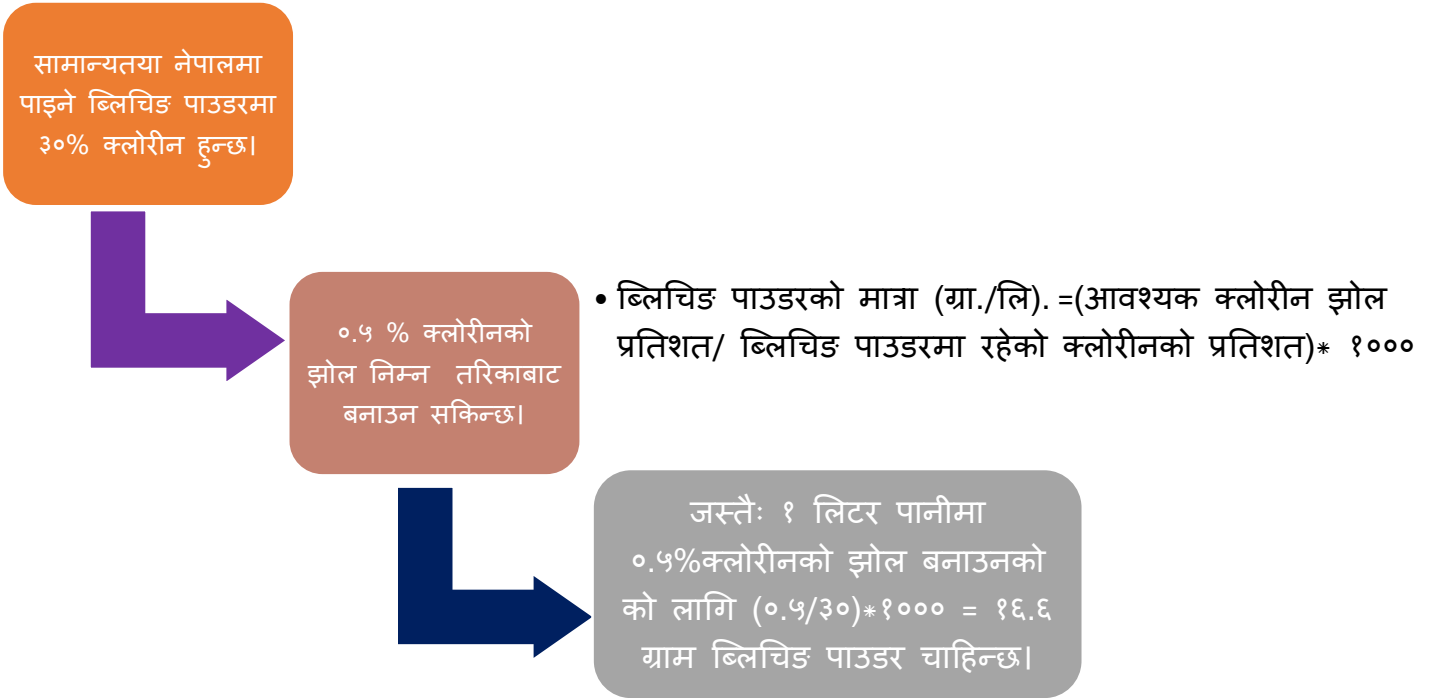 सामान्यतया नेपालमा
पाइने ब्लिचिङ पाउडरमा
३०% क्लोरीन हुन्छ।
०.५ % क्लोरीनको
झोल निम्न तरिकाबाट
बनाउन सकिन्छ।
• ब्लिचिङ पाउडरको मात्रा (ग्रा./लि). =(आवश्यक क्लोरीन झोल
प्रतिशत/ ब्लिचिङ पाउडरमा रहेको क्लोरीनको प्रतिशत)* १०००
जस्तैः १ लिटर पानीमा
०.५%क्लोरीनको झोल बनाउनको
को लागि (०.५/३०)*१००० = १६.६
ग्राम ब्लिचिङ पाउडर चाहिन्छ।